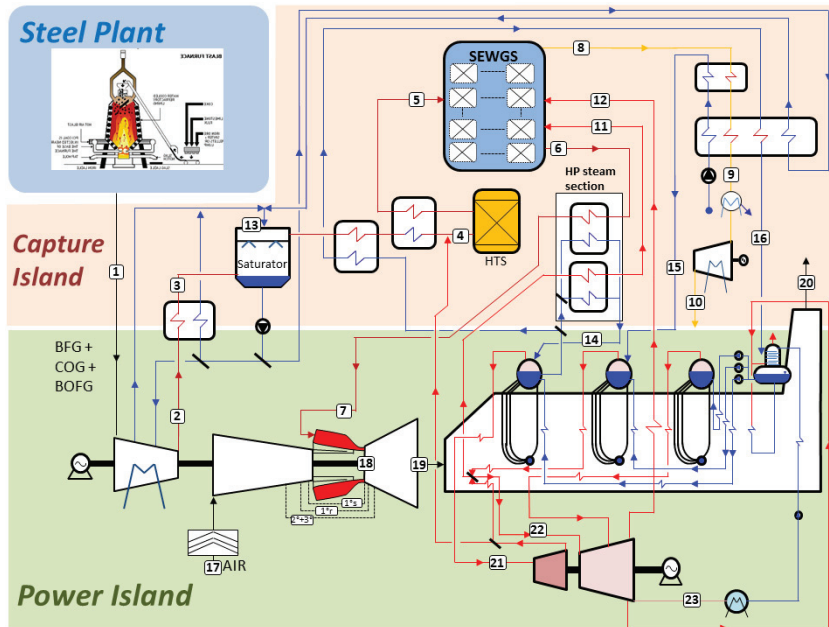 Steel Plant
BLAST FURNACE
SEWGS
8
5
12
11
6
HP steam
section
9
13
4
3
Saturator
HTS
1
Capture
Island
15
16
10
20
14
BFG +
COG +
BOFG
2
7
18
19
1°s
1°r
2°+3°
22
21
17
AIR
23
Power Island